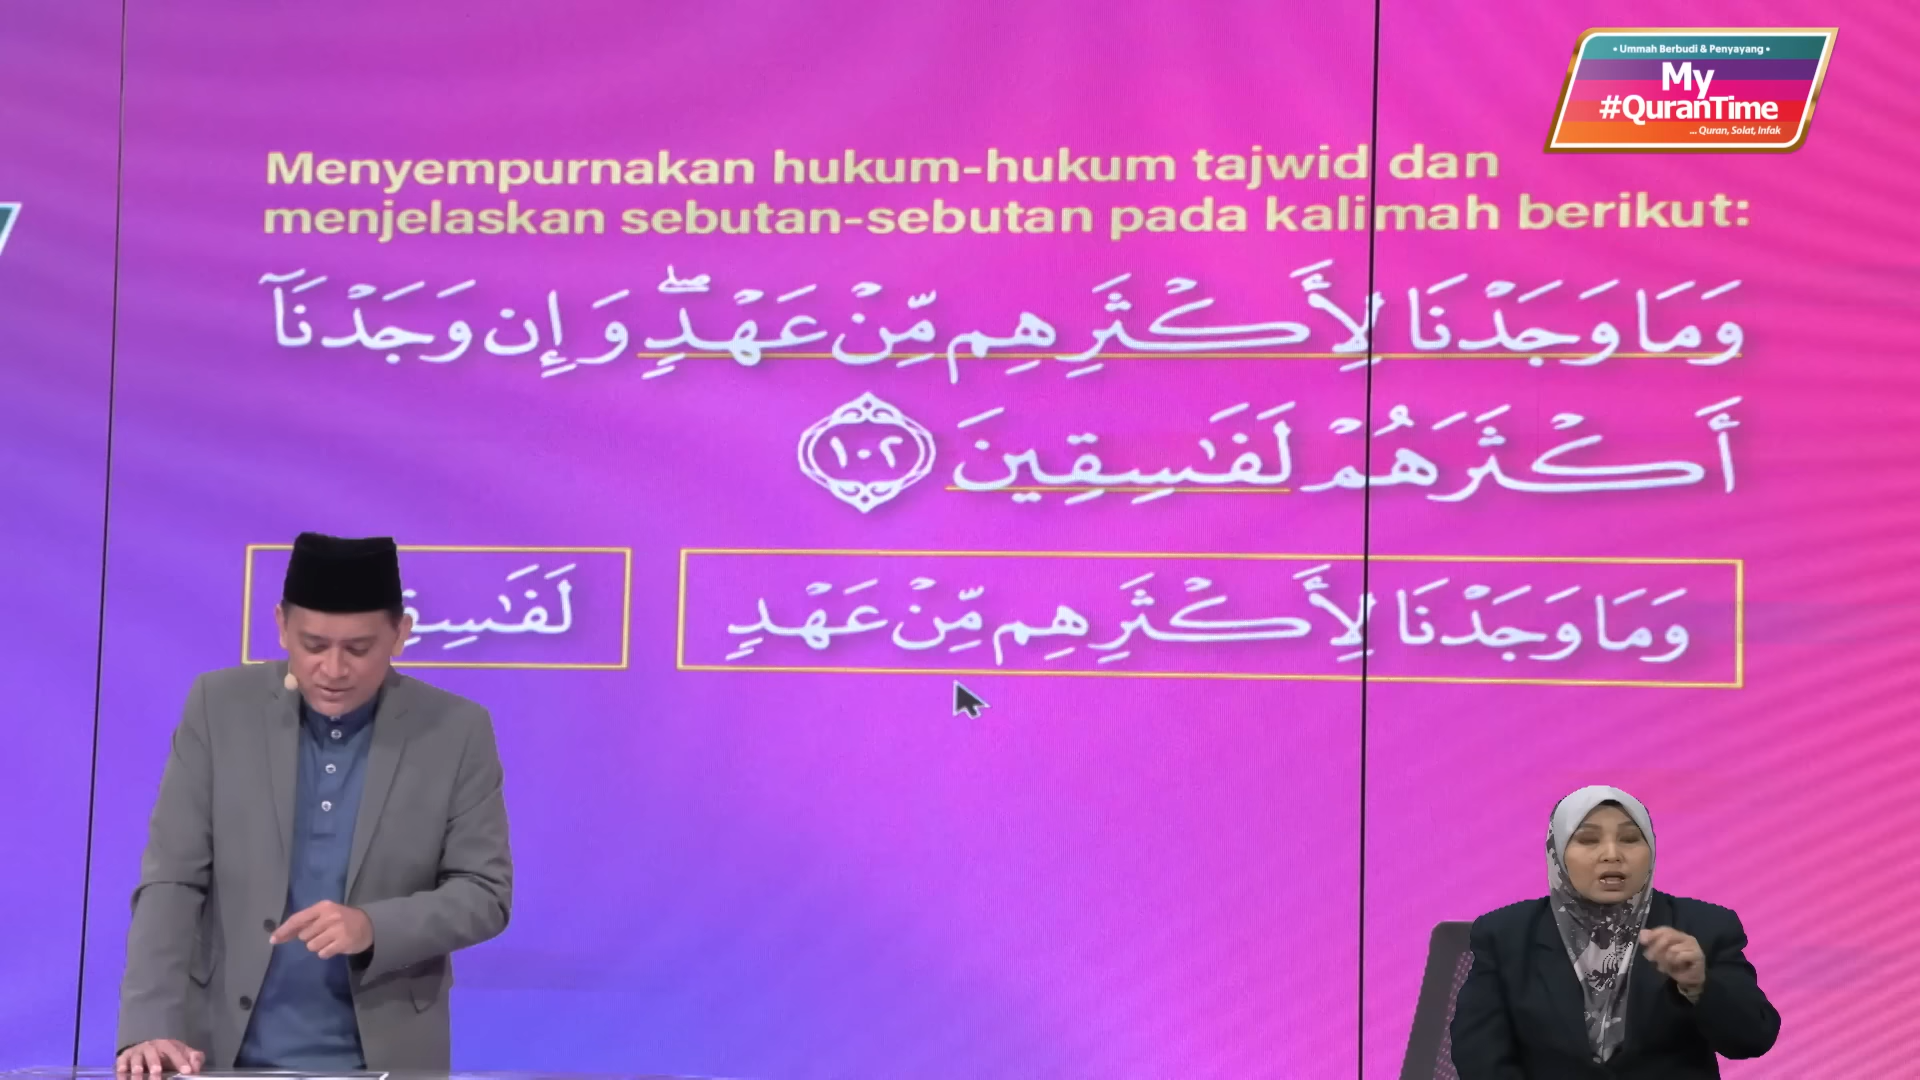 • Ummah Berbudi & Penyayang •
My
#QuranTime
... Quran, Solat, Infak
Menyempurnakan hukum-hukum tajwid dan
menjelaskan sebutan-sebutan pada kalimah berikut:
وَمَا وَجَدۡنَا لِأَكۡثَرِهِم مِّنۡ عَهۡدٖۖ وَإِن وَجَدۡنَآ
أَكۡثَرَهُمۡ لَفَٰسِقِينَ ١٠٢
وَمَا وَجَدۡنَا لِأَكۡثَرِهِم مِّنۡ عَهۡدٖ